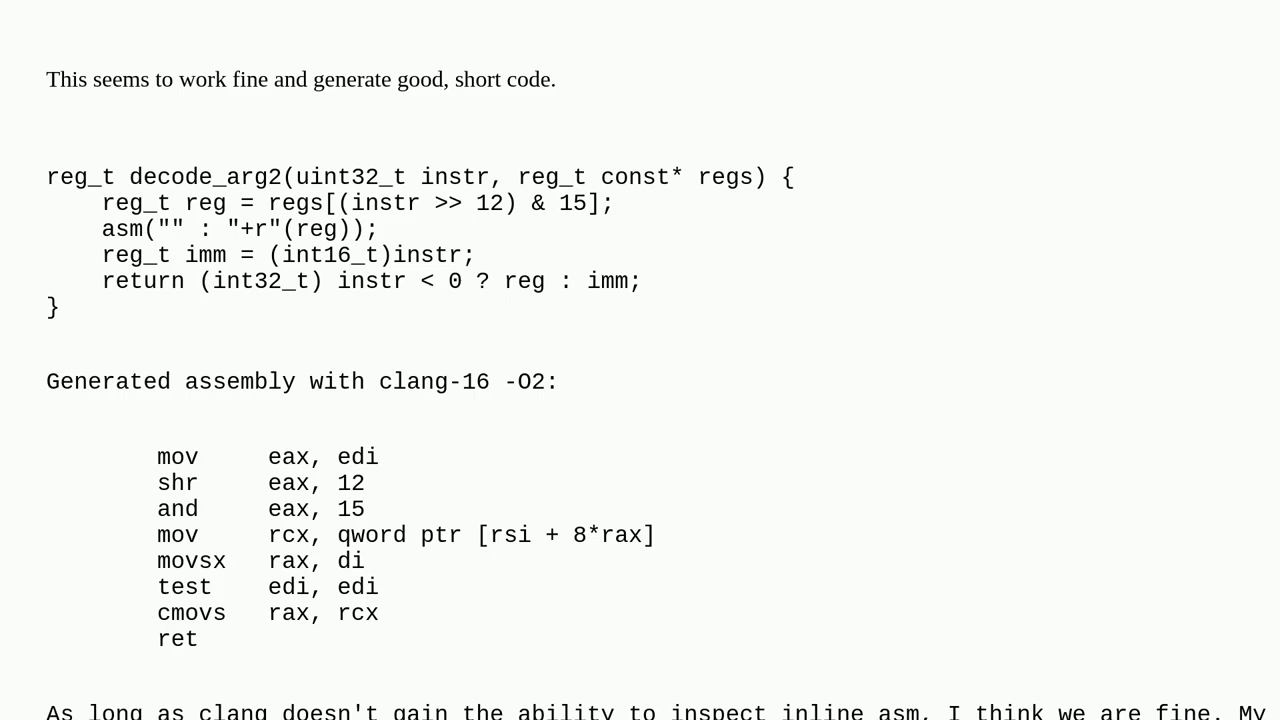 This seems to work fine and generate good, short code.
reg_t decode_arg2(uint32_t instr, reg_t const* regs) {
    reg_t reg = regs[(instr >> 12) & 15];
    asm("" : "+r"(reg));
    reg_t imm = (int16_t)instr;
    return (int32_t) instr < 0 ? reg : imm;
}
Generated assembly with clang-16 -O2:
        mov     eax, edi
        shr     eax, 12
        and     eax, 15
        mov     rcx, qword ptr [rsi + 8*rax]
        movsx   rax, di
        test    edi, edi
        cmovs   rax, rcx
        ret
As long as clang doesn't gain the ability to inspect inline asm, I think we are fine. My